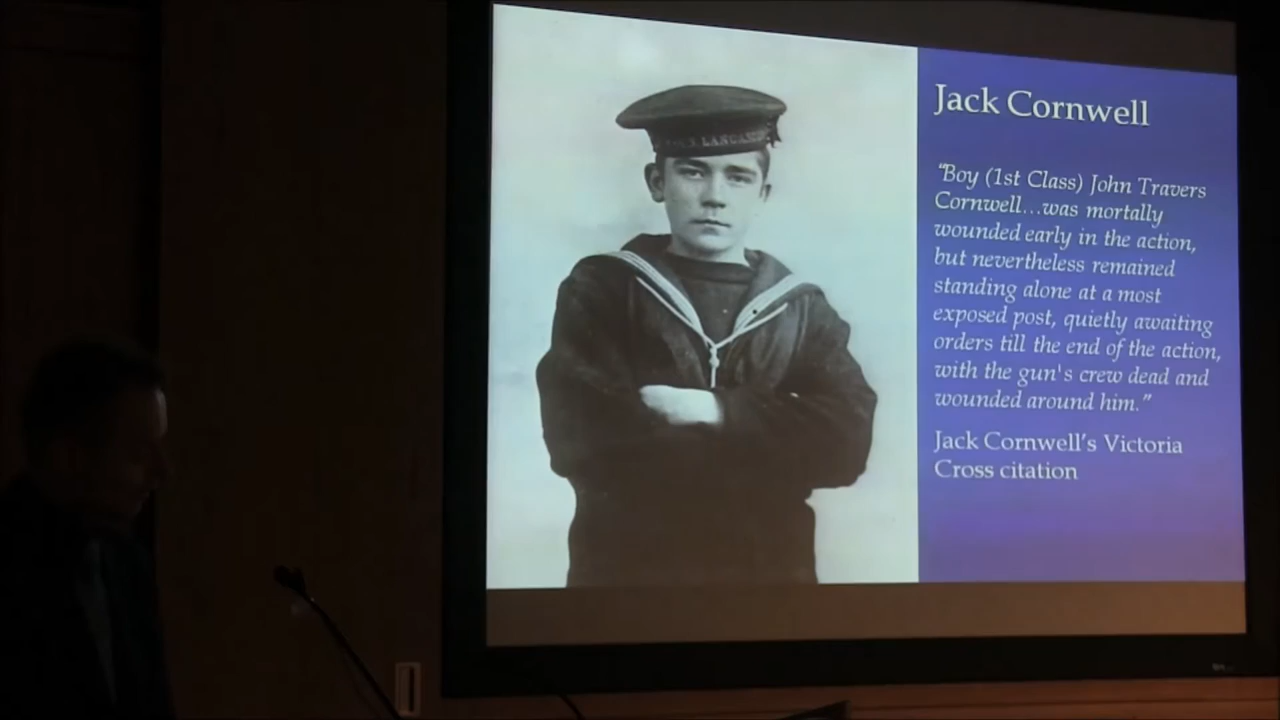 Jack Cornwell
"Boy (1st Class) John Travers
Cornwell...was mortally
wounded early in the action,
but nevertheless remained
standing alone at a most
exposed post, quietly awaiting
orders till the end of the action,
with the gun's crew dead and
wounded around him."
Jack Cornwell's Victoria
Cross citation